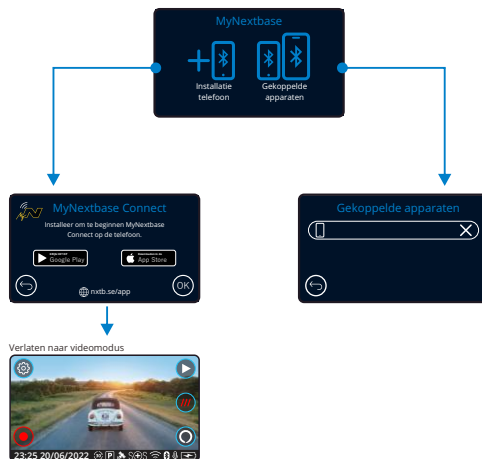 MyNextbase
Installatie
telefoon
Gekoppelde
apparaten
MyNextbase Connect
Installeer om te beginnen MyNextbase
Connect op de telefoon.
Google Play
App Store
OK
nxtb.se/app
Gekoppelde apparaten
Verlaten naar videomodus
23:25 20/06/2022